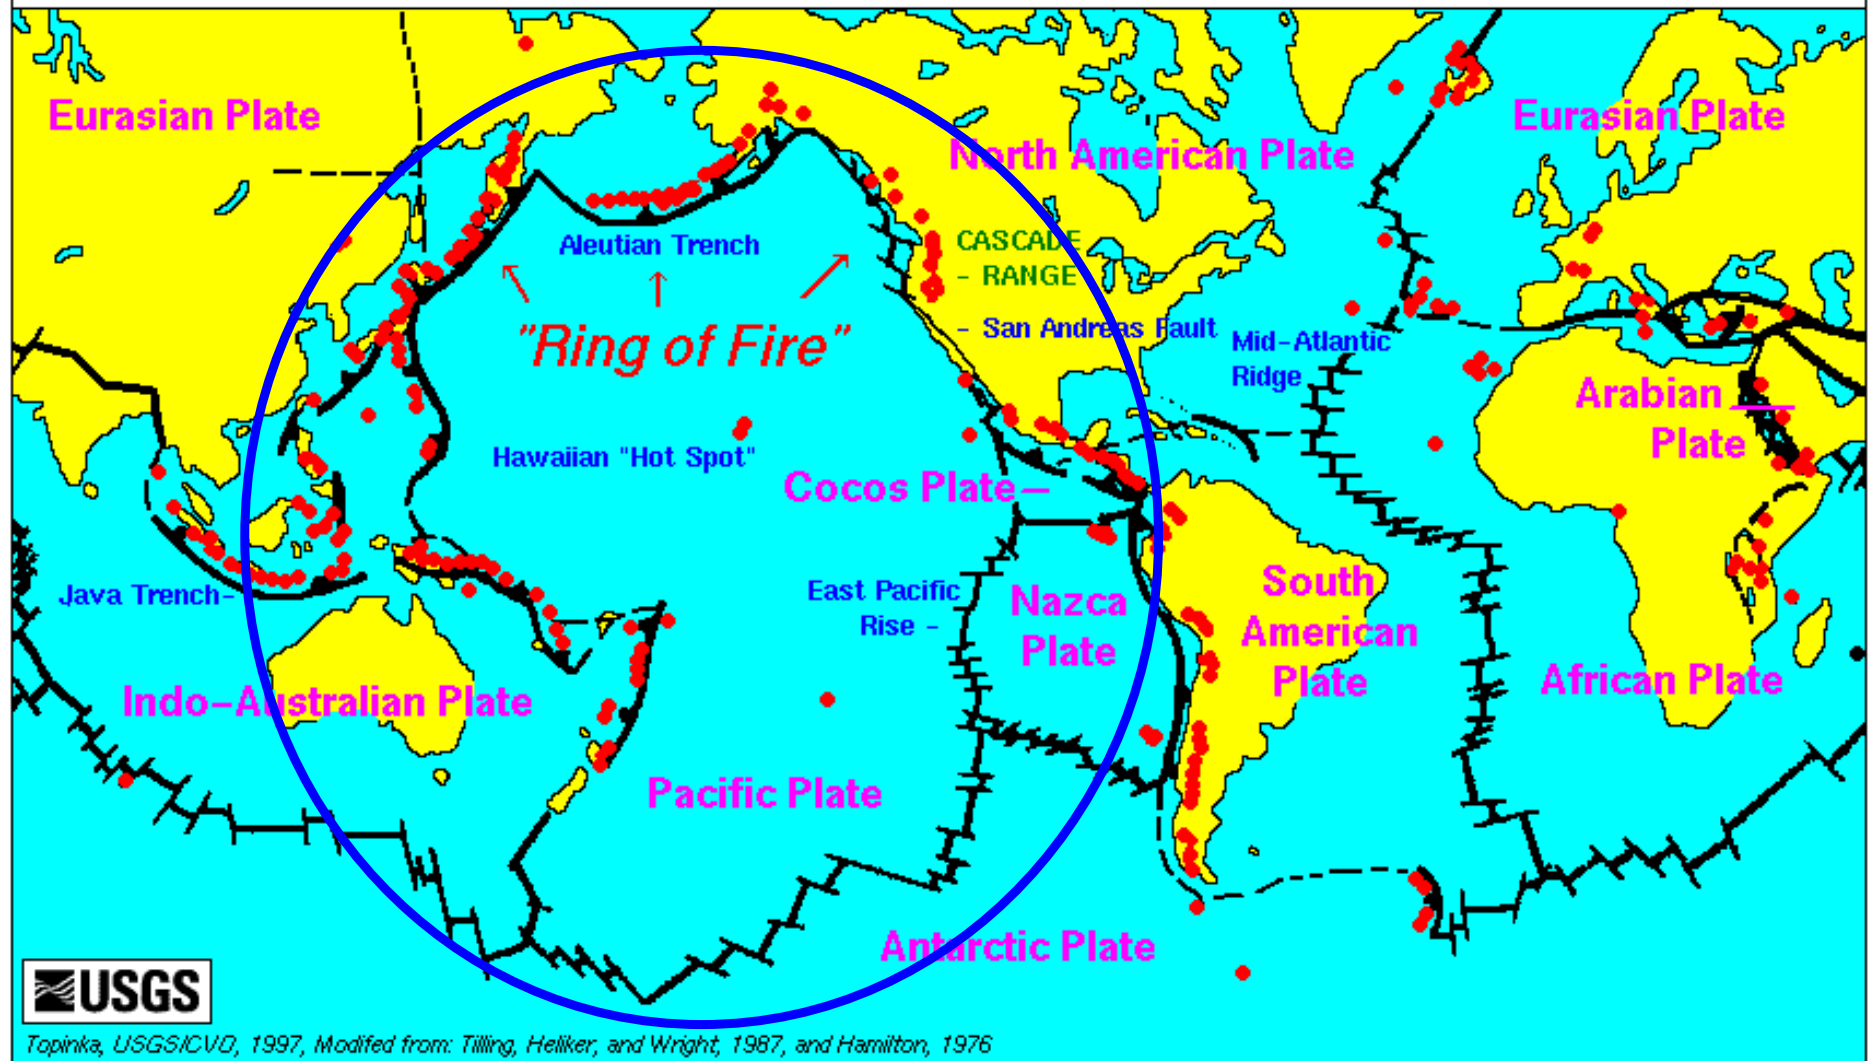 Eurasian Plate
Eurasian Plate
North American Plate
Aleutian Trench
CASCADE
- RANGE
"Ring of Fire"
- San Andreas Fault
Mid-Atlantic
Ridge
Arabian
Plate
Hawaiian "Hot Spot"
Cocos Plate—
Java Trench-
East Pacific
Rise -
Nazca
Plate
South
American
Plate
Indo-Australian Plate
African Plate
Pacific Plate
Antarctic Plate
USGS
Topinka, USGS/CVO, 1997, Modifed from: Tilling, Heliker, and Wright, 1987, and Hamilton, 1976